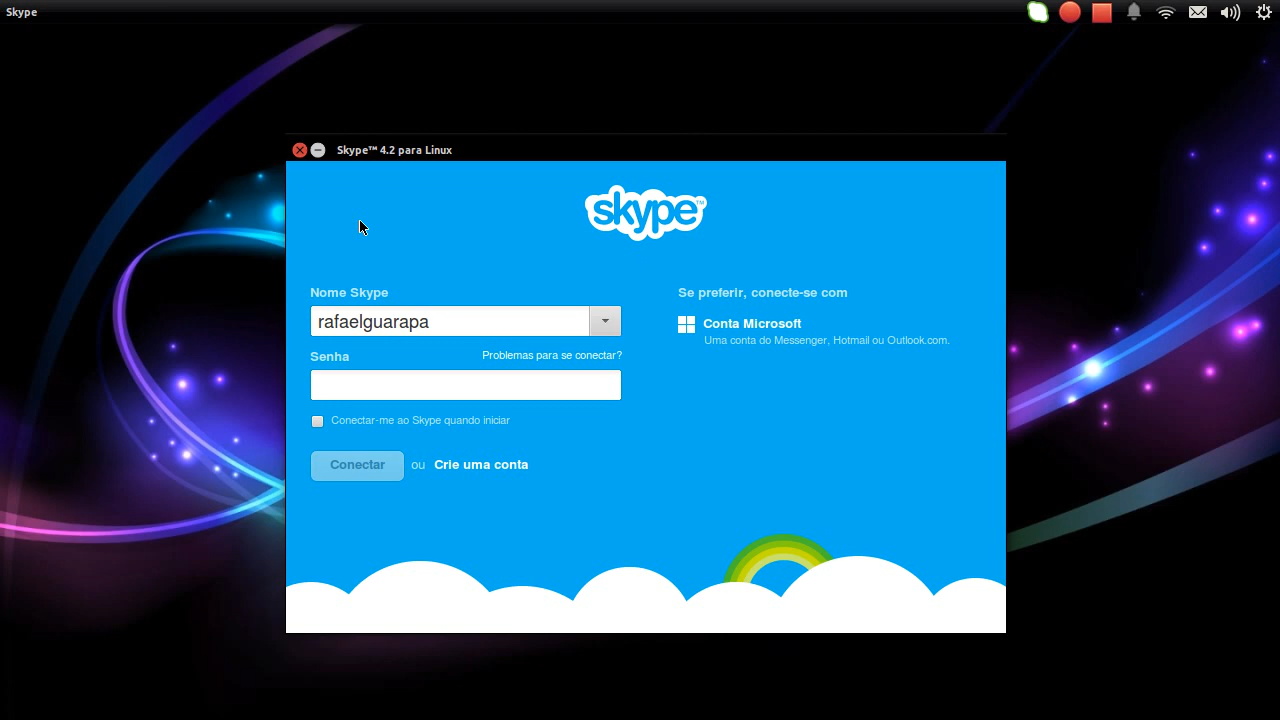 Skype
Skype™ 4.2 para Linux
skype™
Nome Skype
rafaelguarapa
Senha
Problemas para se conectar?
Conectar-me ao Skype quando iniciar
Conectar ou Crie uma conta
Se preferir, conecte-se com
Conta Microsoft
Uma conta do Messenger, Hotmail ou Outlook.com.